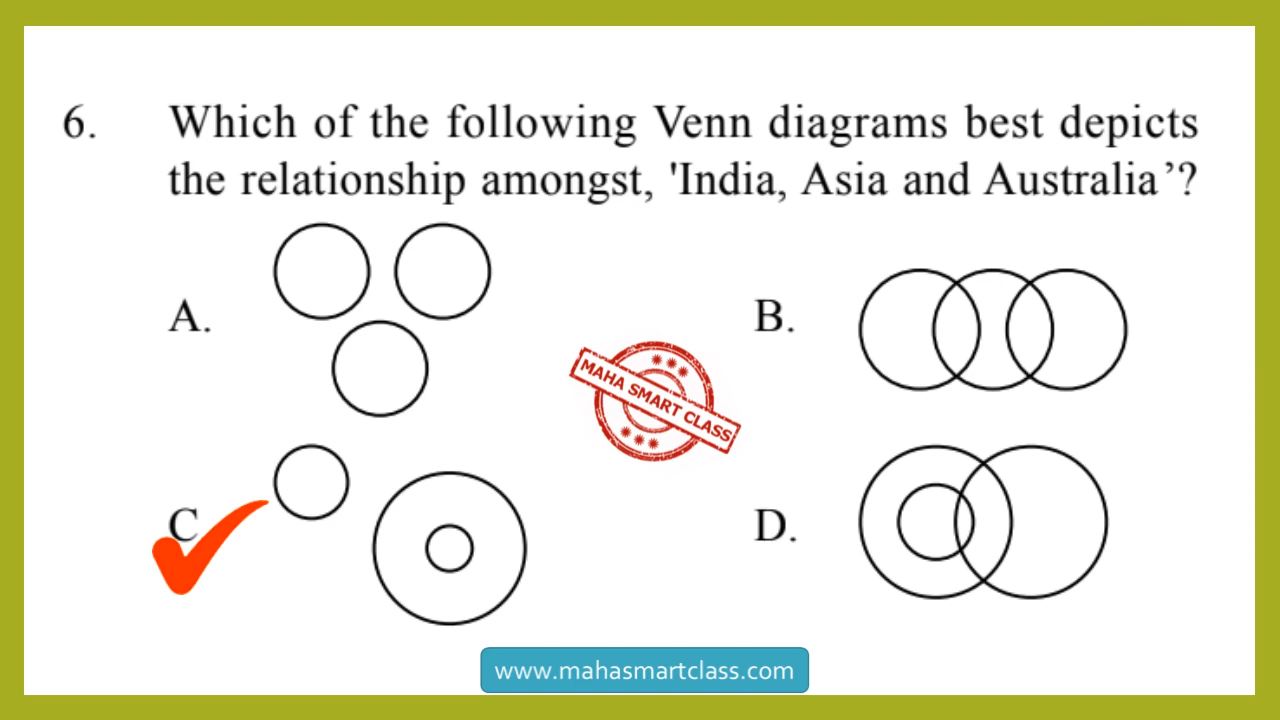 6. Which of the following Venn diagrams best depicts
the relationship amongst, 'India, Asia and Australia’?
A.
B.
MAHA SMART CLASS
C
D.
www.mahasmartclass.com